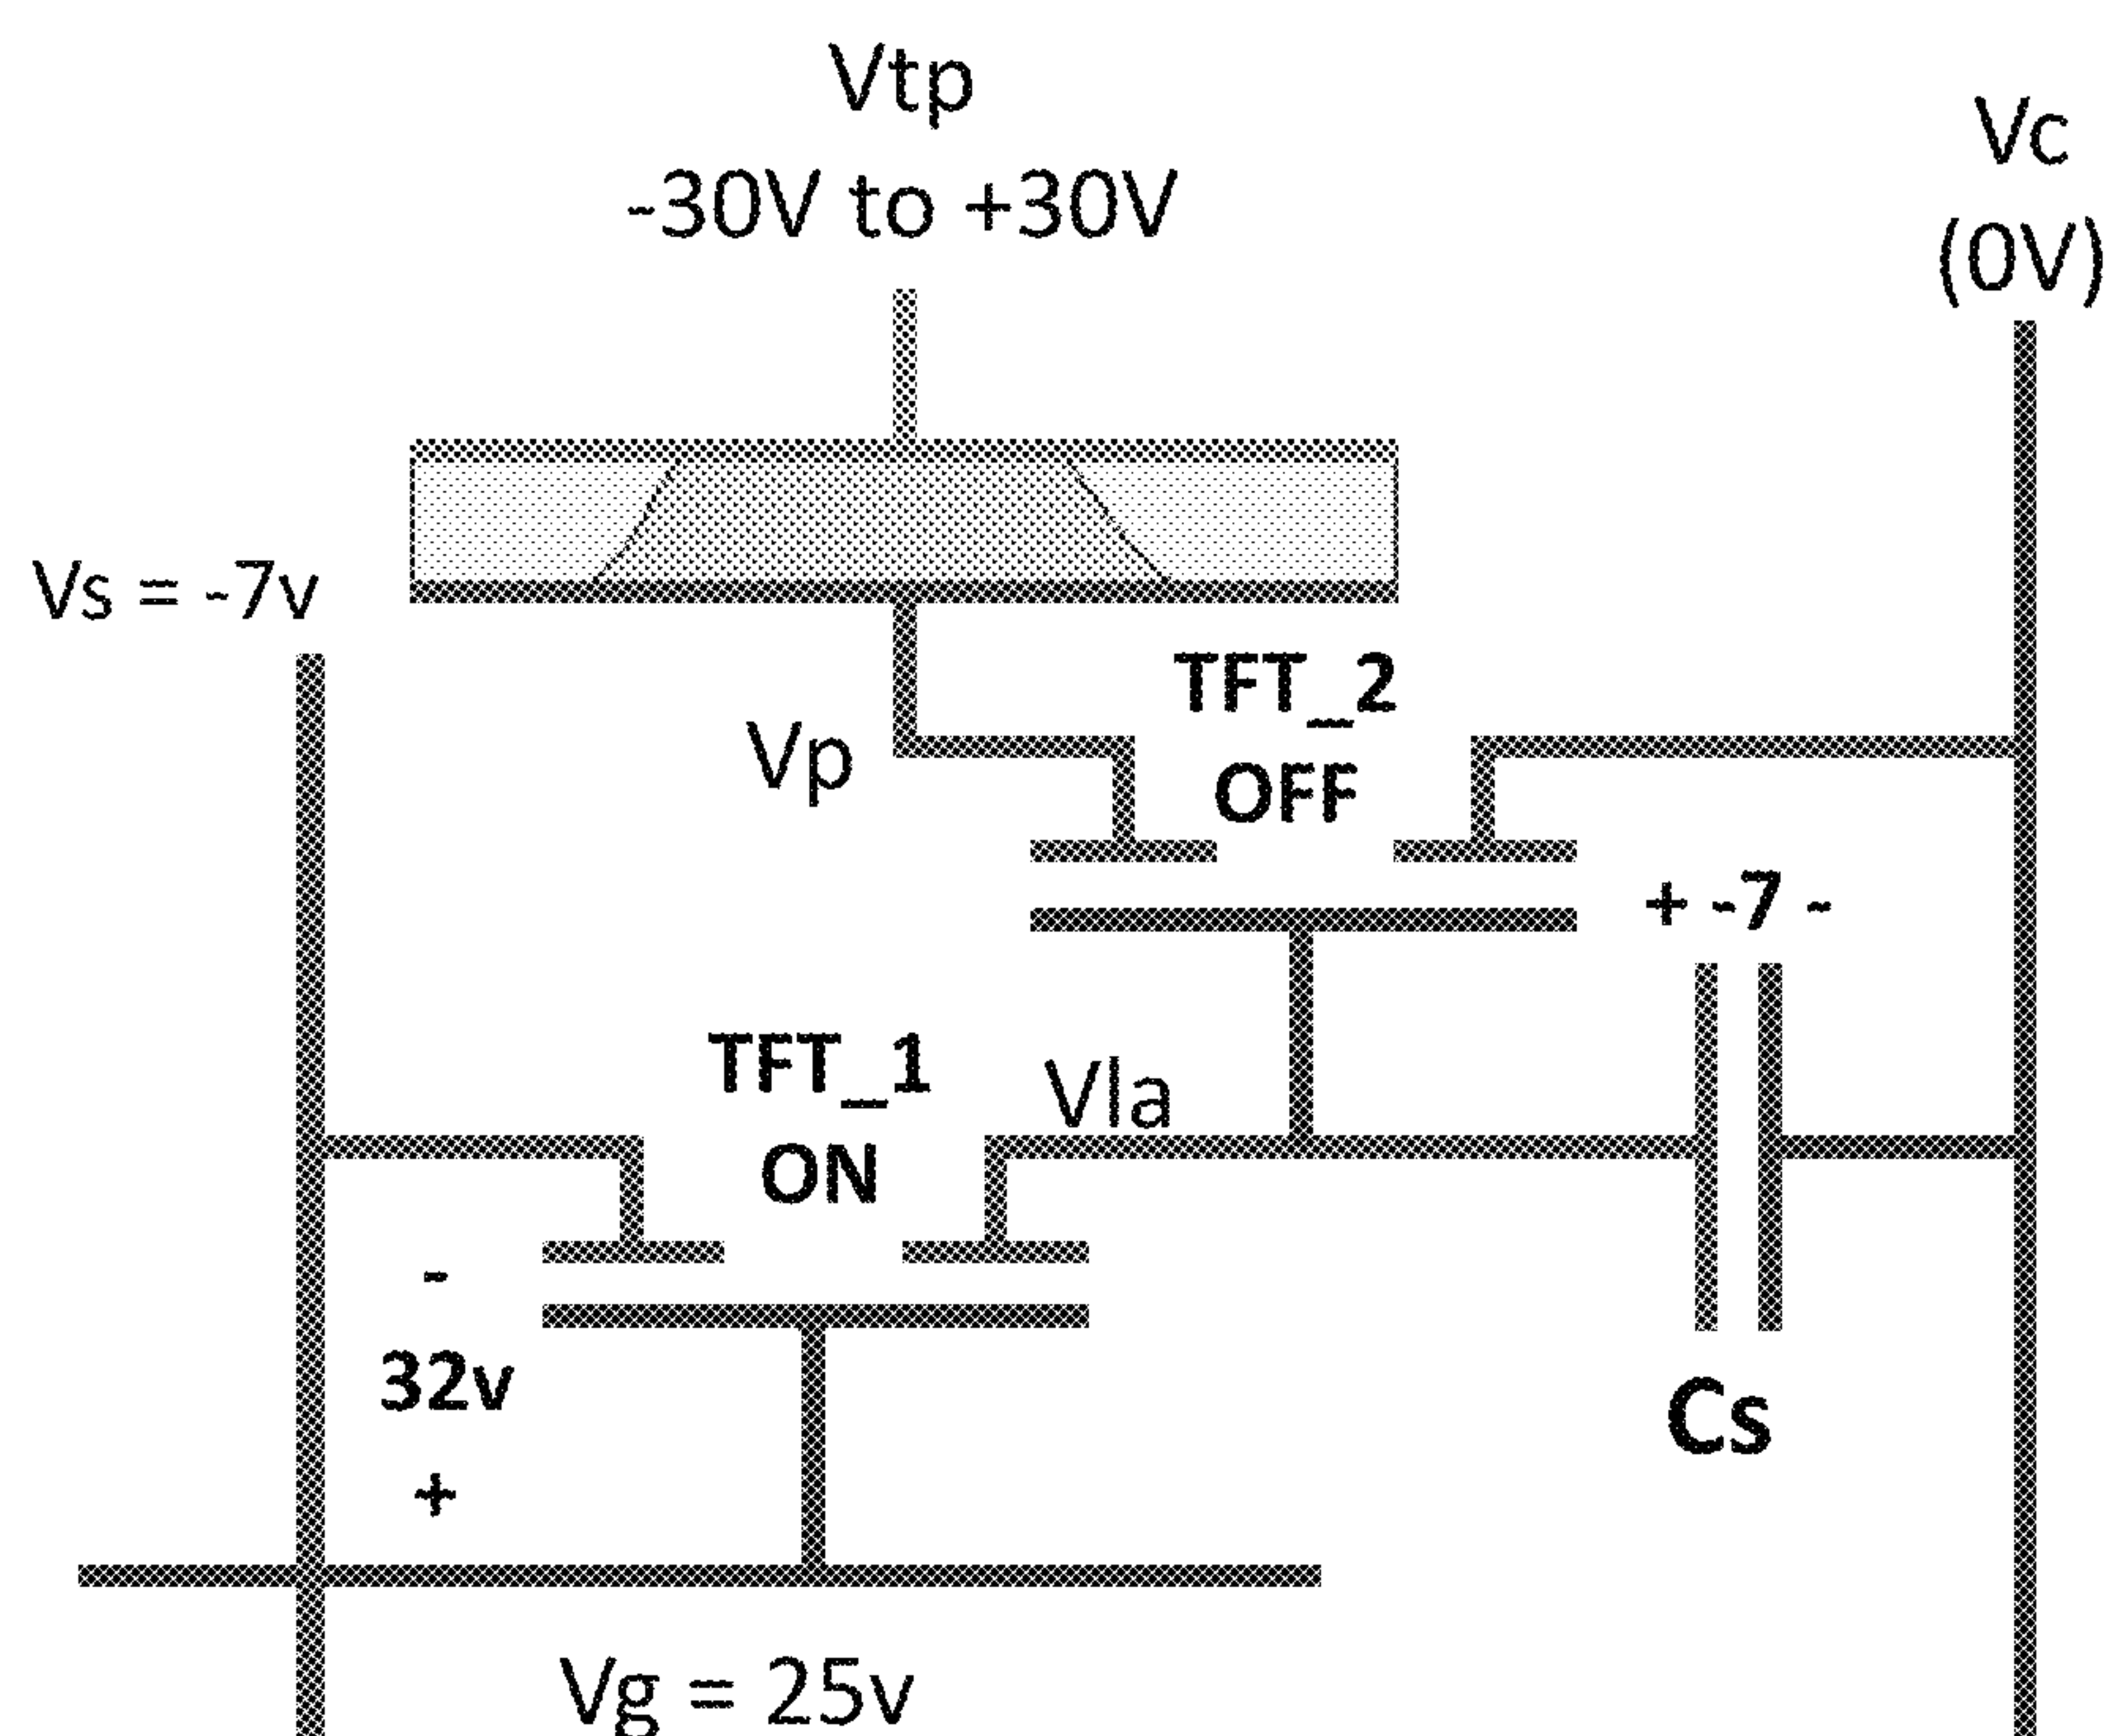 Vtp
-30V to +30V
Vc
(0V)
Vs = -7v
TFT_2
OFF
Vp
+ -7 -
TFT_1
ON
Vla
-
32v
+
Cs
Vg = 25v